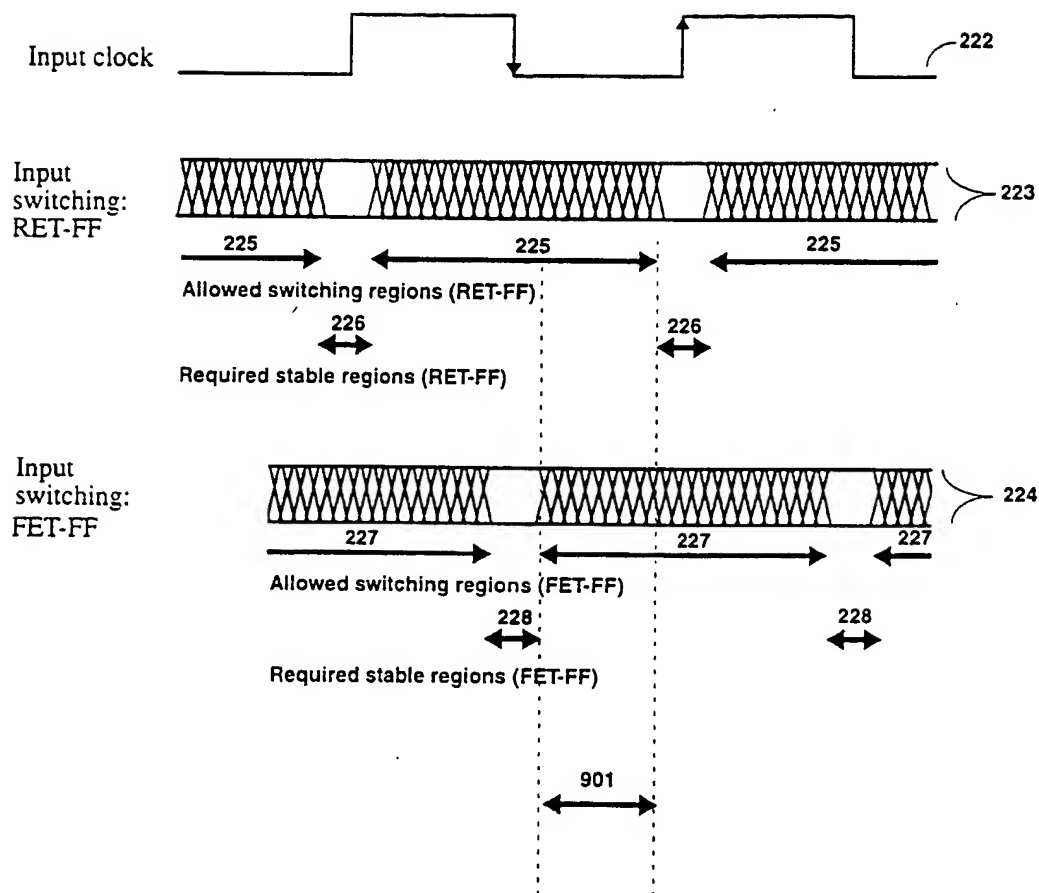 Input clock
222
Input
switching:
RET-FF
223
225 225 225
Allowed switching regions (RET-FF)
226 226
Required stable regions (RET-FF)
Input
switching:
FET-FF
224
227 227 227
Allowed switching regions (FET-FF)
228 228
Required stable regions (FET-FF)
901